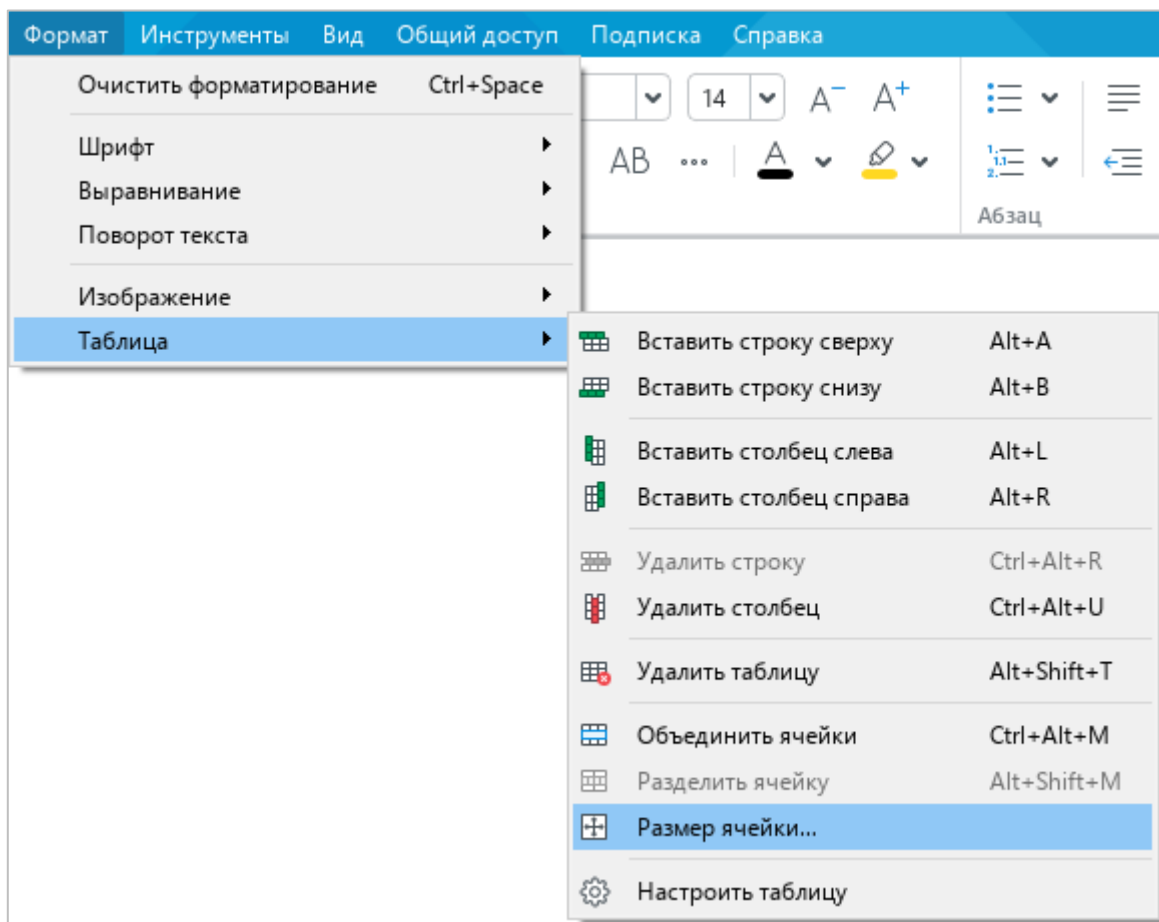 Формат Инструменты Вид Общий доступ Подписка Справка
Очистить форматирование Ctrl+Space
14 A− A+
Шрифт
AB ... A
Выравнивание
Поворот текста
Абзац
Изображение
Таблица
Вставить строку сверху Alt+A
Вставить строку снизу Alt+B
Вставить столбец слева Alt+L
Вставить столбец справа Alt+R
Удалить строку Ctrl+Alt+R
Удалить столбец Ctrl+Alt+U
Удалить таблицу Alt+Shift+T
Объединить ячейки Ctrl+Alt+M
Разделить ячейку Alt+Shift+M
Размер ячейки...
Настроить таблицу